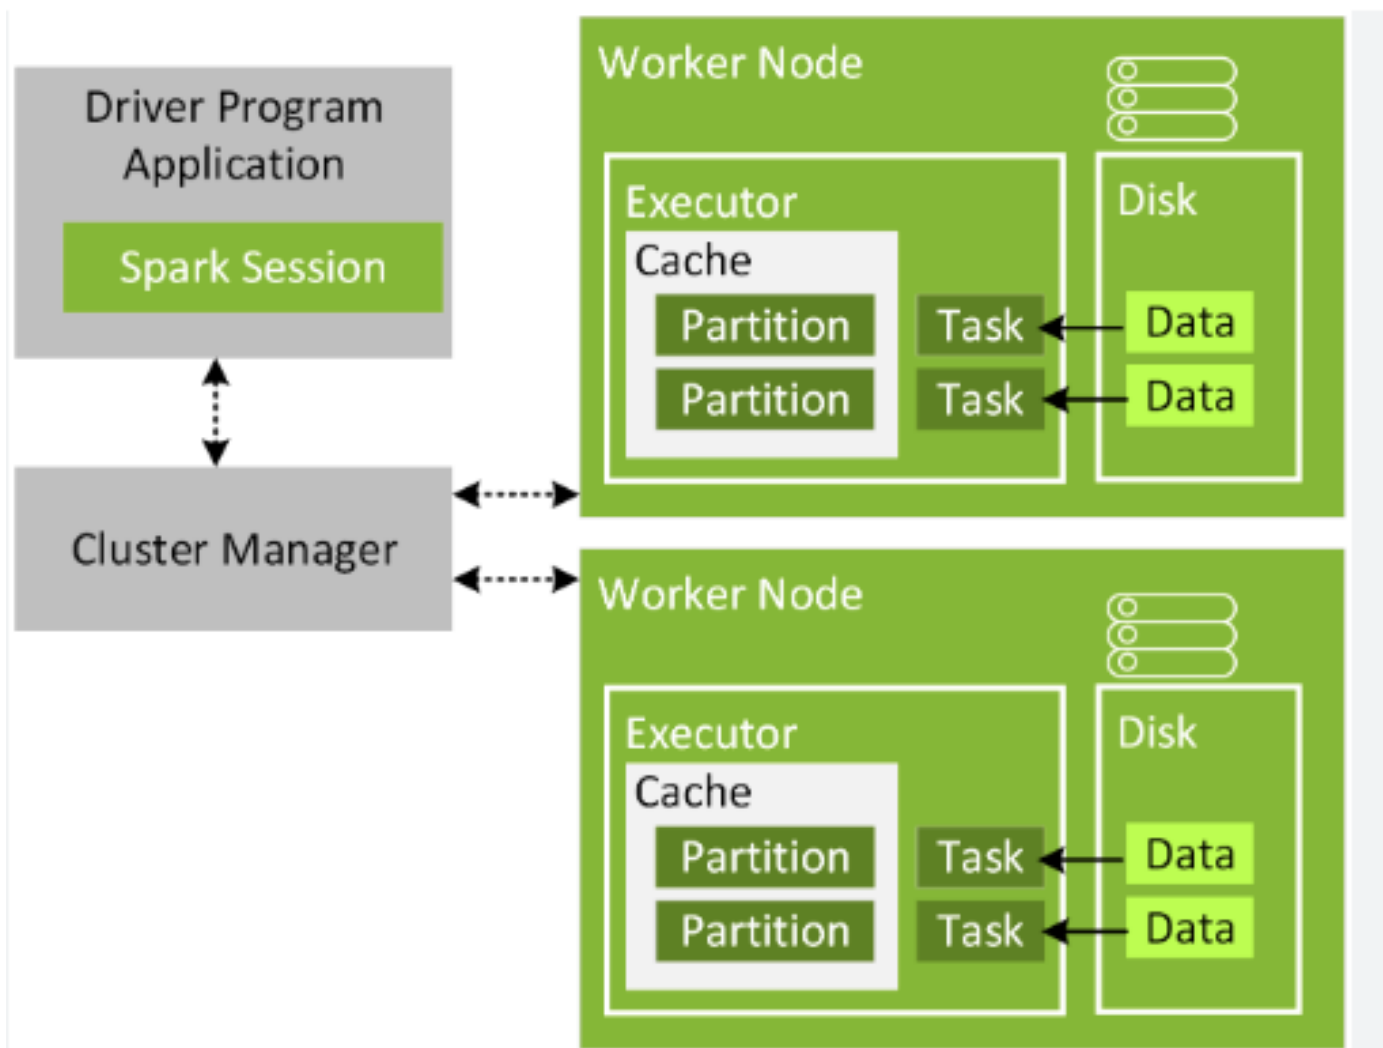 Driver Program
Application
Spark Session
Cluster Manager
Worker Node
Executor
Disk
Cache
Partition Task Data
Partition Task Data
Worker Node
Executor
Disk
Cache
Partition Task Data
Partition Task Data